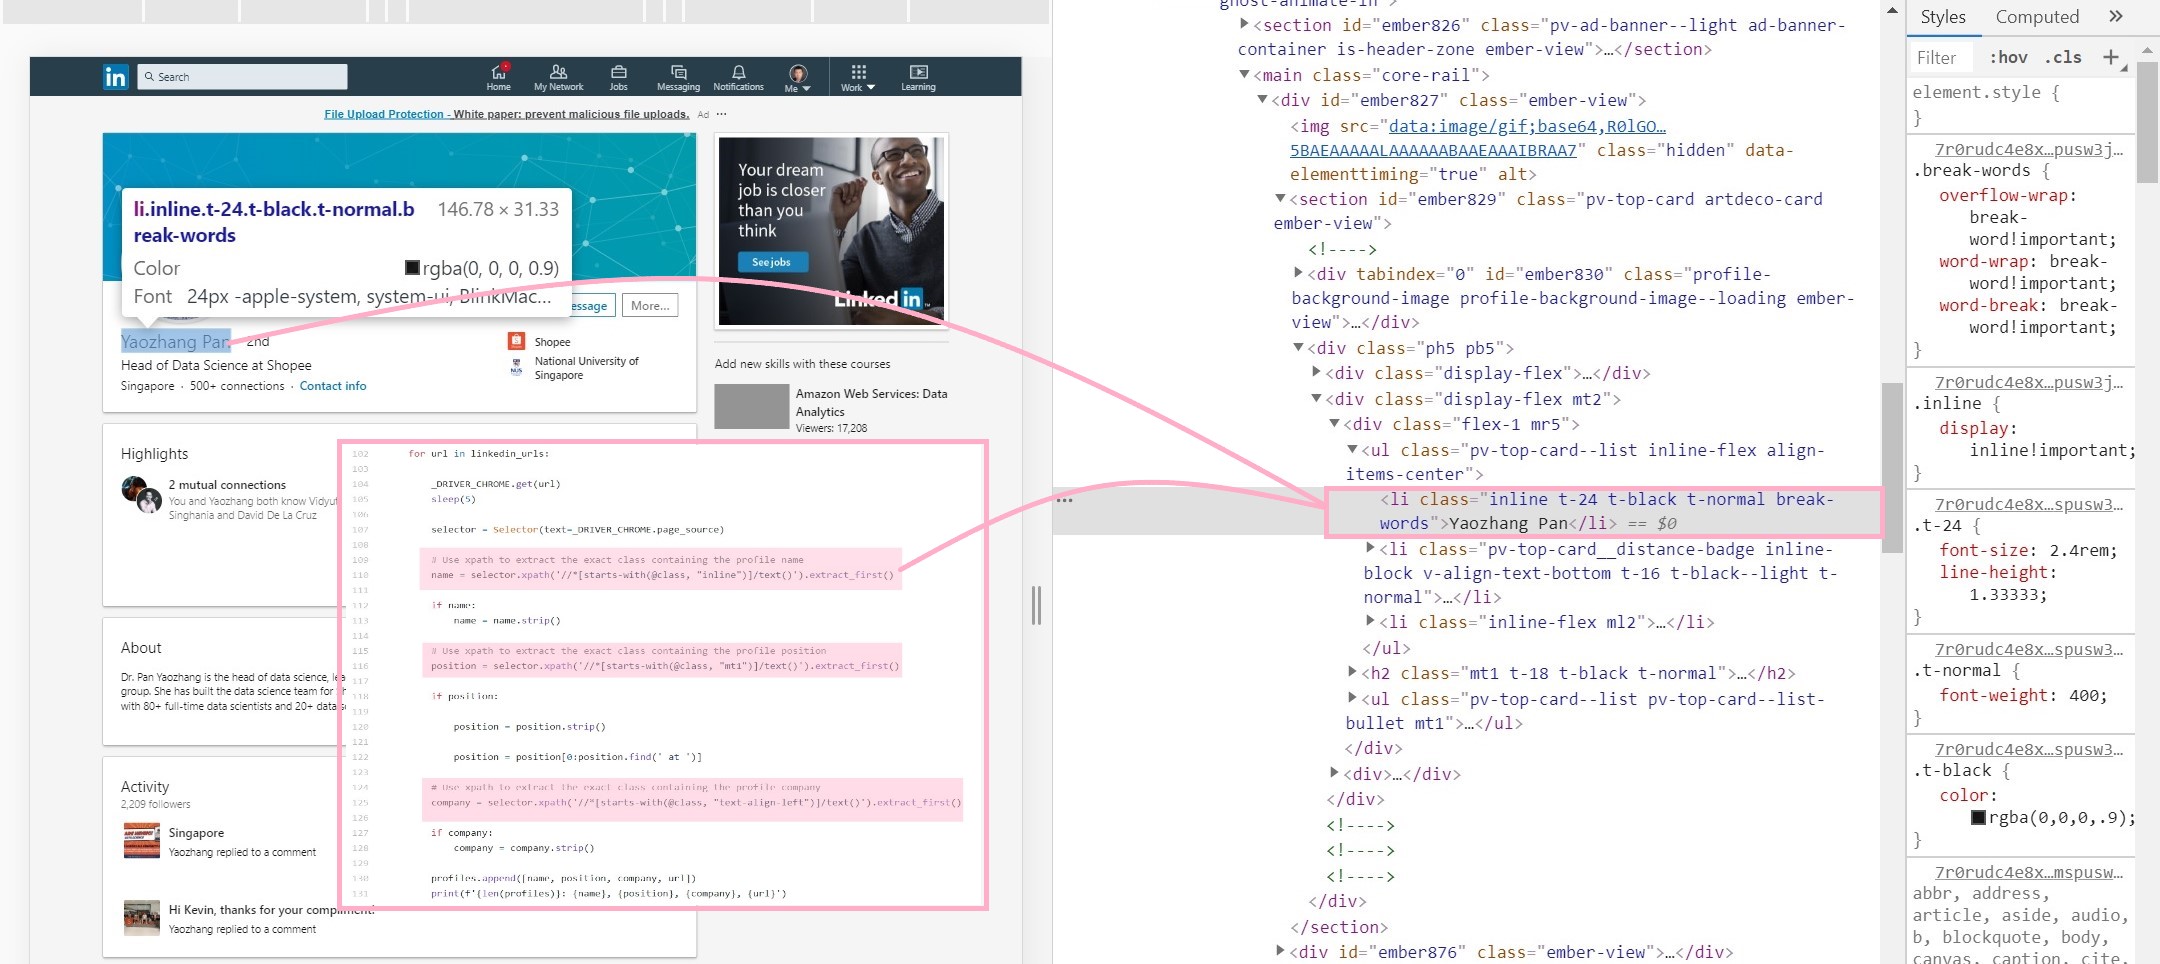 Search
Home
My Network
Jobs
Messaging
Notifications
Me
Work
Learning
File Upload Protection - White paper: prevent malicious file uploads. Ad ···
li.inline.t-24.t-black.t-normal.b
reak-words
146.78 × 31.33
Color
rgba(0, 0, 0, 0.9)
Font 24px -apple-system, system-ui, BlinkMac...
essage
More...
Yaozhang Pan
2nd
Head of Data Science at Shopee
Singapore · 500+ connections · Contact info
Shopee
National University of
Singapore
Your dream
job is closer
than you
think
See jobs
Linked in
Add new skills with these courses
Amazon Web Services: Data
Analytics
Viewers: 17,208
Highlights
2 mutual connections
You and Yaozhang both know
Singhania and David De La Cruz
About
Dr. Pan Yaozhang is the head of data science,
group. She has built the data science team for
with 80+ full-time data scientists and 20+
Activity
2,209 followers
Singapore
Yaozhang replied to a comment
Hi Kevin, thanks for your compliment!
Yaozhang replied to a comment
102 for url in linkedin_urls:
103
104 _DRIVER_CHROME.get(url)
105 sleep(5)
106
107 selector = Selector(text=_DRIVER_CHROME.page_source)
108
109 # Use xpath to extract the exact class containing the profile name
110 name = selector.xpath('//*[starts-with(@class, "inline")]/text()').extract_first()
111
112 if name:
113 name = name.strip()
114
115 # Use xpath to extract the exact class containing the profile position
116 position = selector.xpath('//*[starts-with(@class, "mt1")]/text()').extract_first()
117
118 if position:
119
120 position = position.strip()
121
122 position = position[0:position.find(' at ')]
123
124 # Use xpath to extract the exact class containing the profile company
125 company = selector.xpath('//*[starts-with(@class, "text-align-left")]/text()').extract_first()
126
127 if company:
128 company = company.strip()
129
130 profiles.append([name, position, company, url])
131 print(f'{len(profiles)}: {name}, {position}, {company}, {url}')
ghost-animate-in">
<section id="ember826" class="pv-ad-banner--light ad-banner-
container is-header-zone ember-view">…</section>
<main class="core-rail">
<div id="ember827" class="ember-view">
<img src="data:image/gif;base64,R0lGO…
5BAEAAAAALAAAAAABAAEAAAIBRAA7" class="hidden" data-
elementtiming="true" alt>
<section id="ember829" class="pv-top-card artdeco-card
ember-view">
<!---->
<div tabindex="0" id="ember830" class="profile-
background-image profile-background-image--loading ember-
view">…</div>
<div class="ph5 pb5">
<div class="display-flex">…</div>
<div class="display-flex mt2">
<div class="flex-1 mr5">
<ul class="pv-top-card--list inline-flex align-
items-center">
<li class="inline t-24 t-black t-normal break-
words">Yaozhang Pan</li> == $0
<li class="pv-top-card__distance-badge inline-
block v-align-text-bottom t-16 t-black--light t-
normal">…</li>
<li class="inline-flex ml2">…</li>
</ul>
<h2 class="mt1 t-18 t-black t-normal">…</h2>
<ul class="pv-top-card--list pv-top-card--list-
bullet mt1">…</ul>
</div>
<div>…</div>
</div>
<!---->
<!---->
<!---->
</div>
</section>
<div id="ember876" class="ember-view">…</div>
Styles
Computed
»
Filter
:hov
.cls
+
element.style {
}
7r0rudc4e8x…pusw3j…
.break-words {
overflow-wrap:
break-
word!important;
word-wrap: break-
word!important;
word-break: break-
word!important;
}
7r0rudc4e8x…pusw3j…
.inline {
display:
inline!important;
}
7r0rudc4e8x…spusw3…
.t-24 {
font-size: 2.4rem;
line-height:
1.33333;
}
7r0rudc4e8x…spusw3…
.t-normal {
font-weight: 400;
}
7r0rudc4e8x…spusw3…
.t-black {
color:
rgba(0,0,0,.9);
}
7r0rudc4e8x…mspusw…
abbr, address,
article, aside, audio,
b, blockquote, body,
canvas, caption, cite,